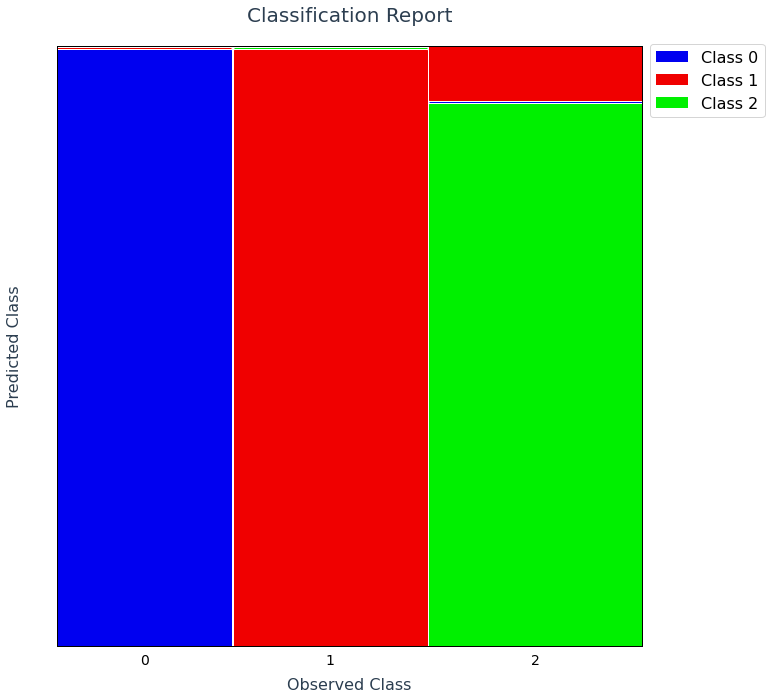 Classification Report
Class 0
Class 1
Class 2
Predicted Class
0 1 2
Observed Class